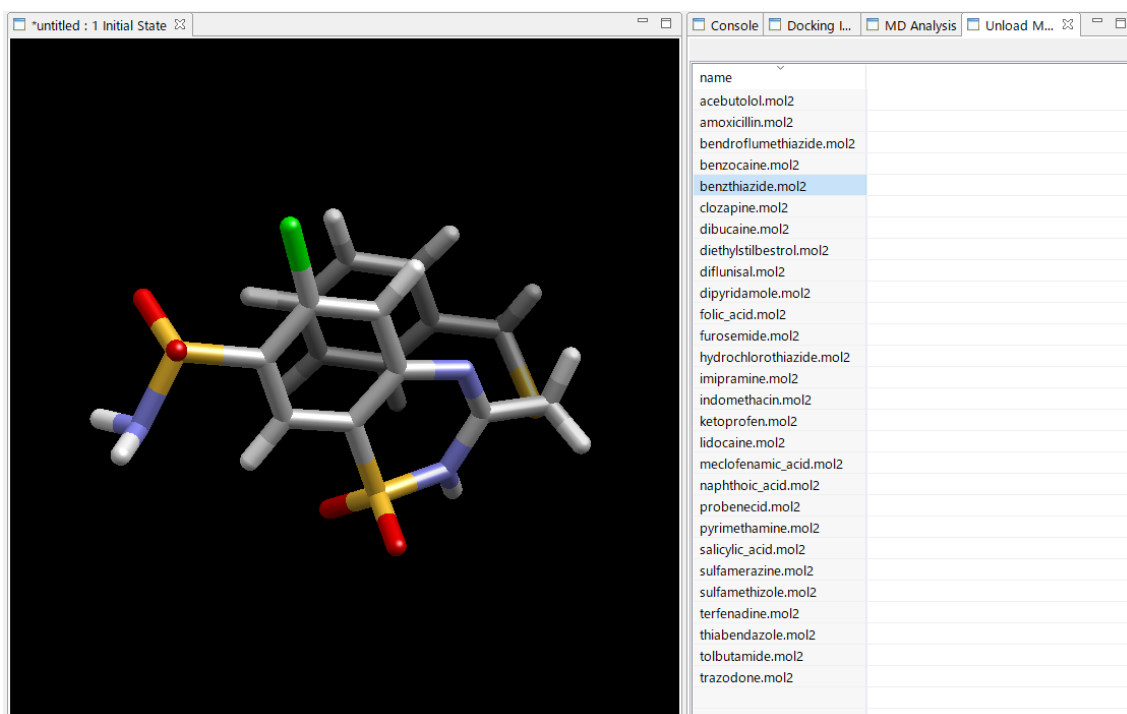 *untitled : 1 Initial State
Console
Docking I...
MD Analysis
Unload M...
name
acebutolol.mol2
amoxicillin.mol2
bendroflumethiazide.mol2
benzocaine.mol2
benzthiazide.mol2
clozapine.mol2
dibucaine.mol2
diethylstilbestrol.mol2
diflunisal.mol2
dipyridamole.mol2
folic_acid.mol2
furosemide.mol2
hydrochlorothiazide.mol2
imipramine.mol2
indomethacin.mol2
ketoprofen.mol2
lidocaine.mol2
meclofenamic_acid.mol2
naphthoic_acid.mol2
probenecid.mol2
pyrimethamine.mol2
salicylic_acid.mol2
sulfamerazine.mol2
sulfamethizole.mol2
terfenadine.mol2
thiabendazole.mol2
tolbutamide.mol2
trazodone.mol2